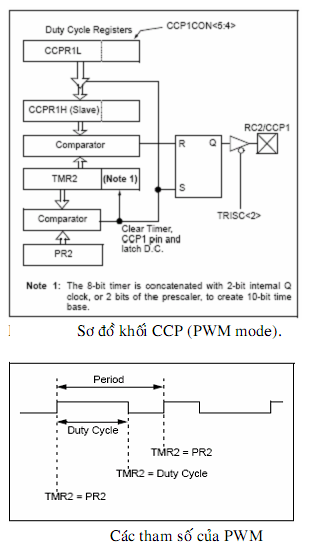 CCP1CON<5:4>
Duty Cycle Registers
CCPR1L
CCPR1H (Slave)
Comparator
R
Q
RC2/CCP1
TMR2
(Note 1)
S
TRISC<2>
Comparator
Clear Timer,
CCP1 pin and
latch D.C.
PR2
Note 1: The 8-bit timer is concatenated with 2-bit internal Q
clock, or 2 bits of the prescaler, to create 10-bit time
base.
Sơ đồ khối CCP (PWM mode).
Period
Duty Cycle
TMR2 = PR2
TMR2 = Duty Cycle
TMR2 = PR2
Các tham số của PWM